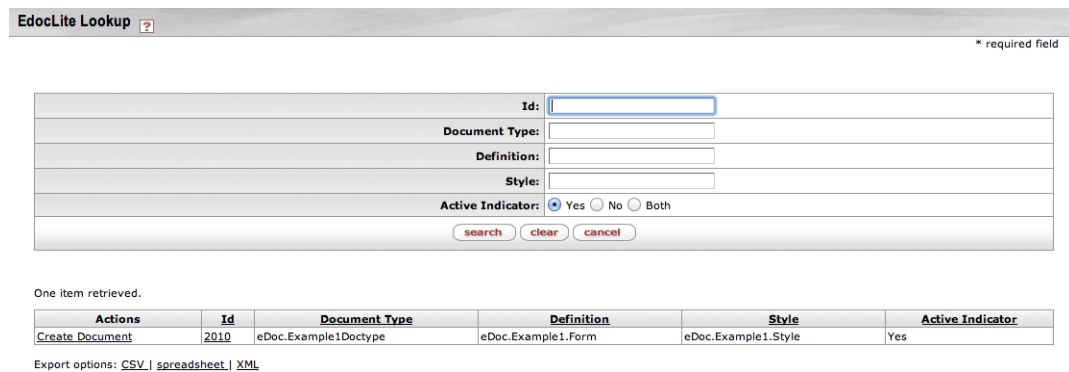 EdocLite Lookup ?
* required field
Id:
Document Type:
Definition:
Style:
Active Indicator: Yes No Both
search clear cancel
One item retrieved.
Actions Id Document Type Definition Style Active Indicator
Create Document 2010 eDoc.Example1Doctype eDoc.Example1.Form eDoc.Example1.Style Yes
Export options: CSV | spreadsheet | XML